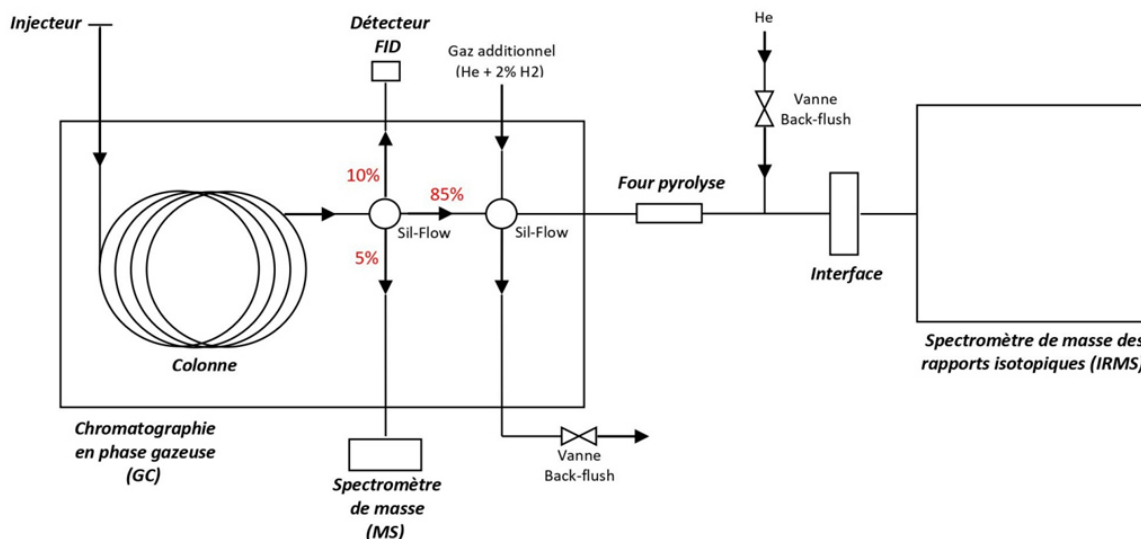 Injecteur
Détecteur
FID
Gaz additionnel
(He + 2% H2)
He
Vanne
Back-flush
10%
85%
5%
Sil-Flow
Sil-Flow
Four pyrolyse
Interface
Colonne
Spectromètre de masse des
rapports isotopiques (IRMS)
Chromatographie
en phase gazeuse
(GC)
Spectromètre
de masse
(MS)
Vanne
Back-flush